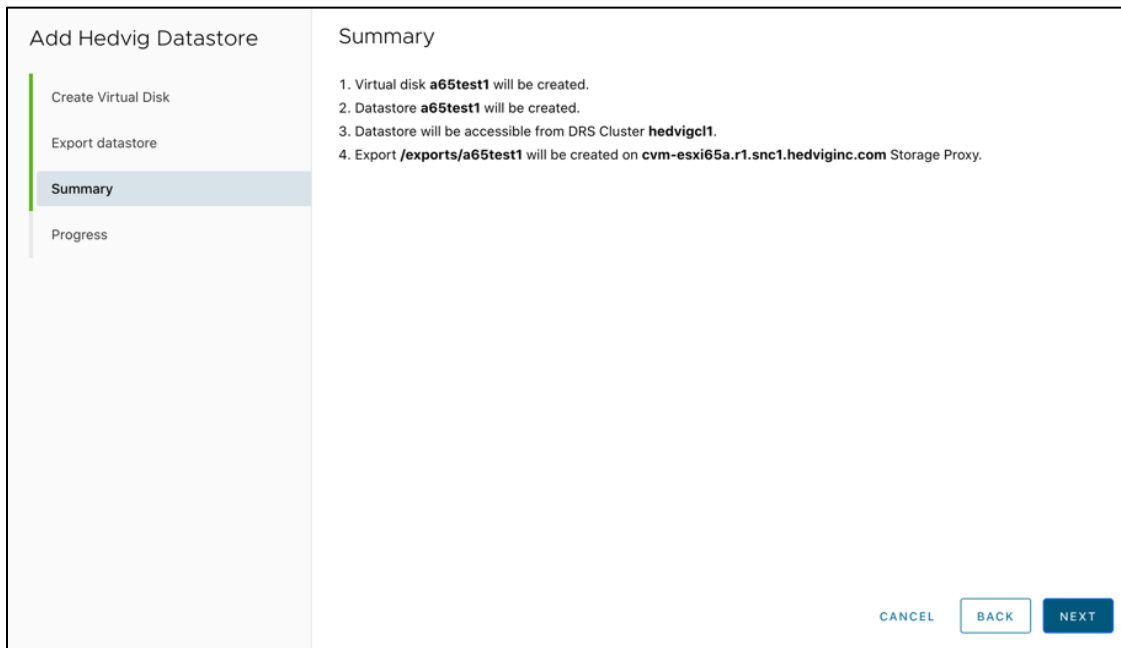 Add Hedvig Datastore
Create Virtual Disk
Export datastore
Summary
Progress
Summary
1. Virtual disk a65test1 will be created.
2. Datastore a65test1 will be created.
3. Datastore will be accessible from DRS Cluster hedvigcl1.
4. Export /exports/a65test1 will be created on cvm-esxi65a.r1.snc1.hedviginc.com Storage Proxy.
CANCEL BACK NEXT